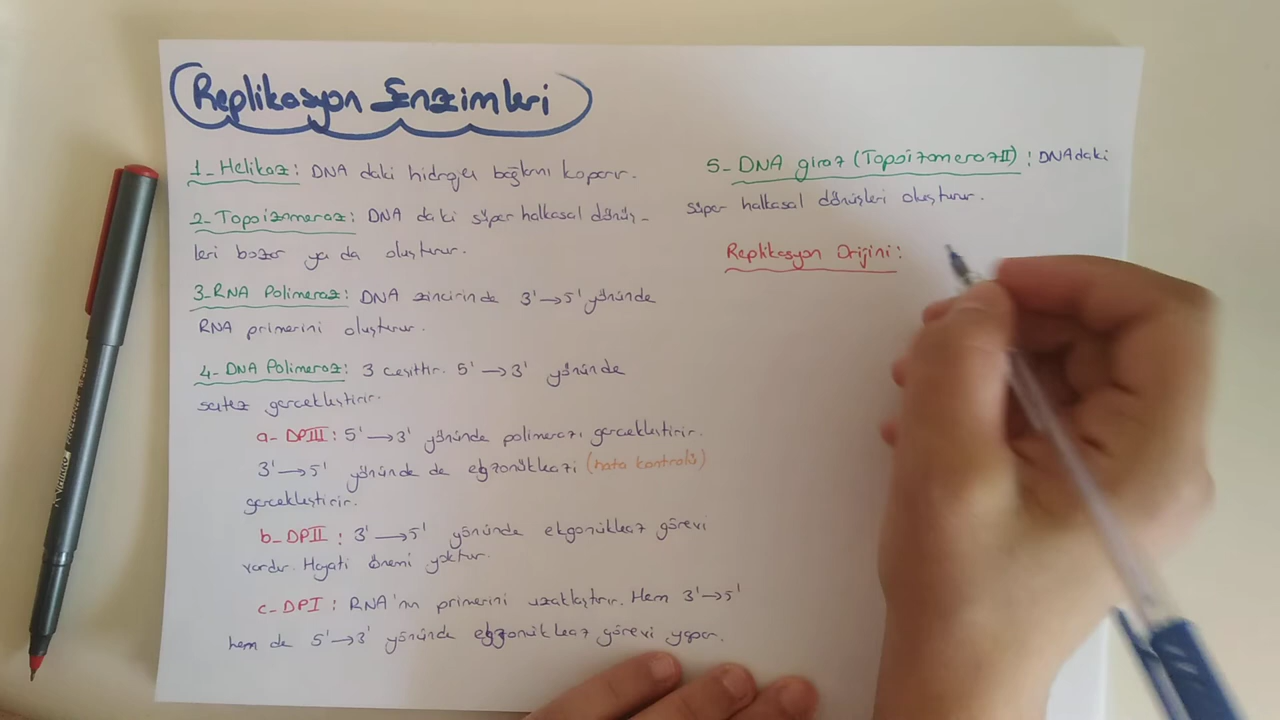 Replikasyon Enzimleri
1-Helikaz: DNA daki hidrojen bağlarını koparır.
2-Topoizomeraz: DNA daki süper halkasal dönüş-
leri bozar ya da oluşturur.
3-RNA Polimeraz: DNA zincirinde 3'→5' yönünde
RNA primerini oluşturur.
4-DNA Polimeraz: 3 çeşittir. 5'→3' yönünde
sentez gerçekleştirir.
a-DPIII: 5'→3' yönünde polimerazı gerçekleştirir.
3'→5' yönünde de ekzonükleazi (hata kontrolü)
gerçekleştirir.
b-DPII: 3'→5' yönünde ekzonükleaz görevi
vardır. Hayati önemi yoktur.
c-DPI: RNA'nın primerini uzaklaştırır. Hem 3'→5'
hem de 5'→3' yönünde ekzonükleaz görevi yapar.
5-DNA giraz (Topoizomeraz II): DNA daki
süper halkasal dönüşleri oluşturur.
Replikasyon Orijini: